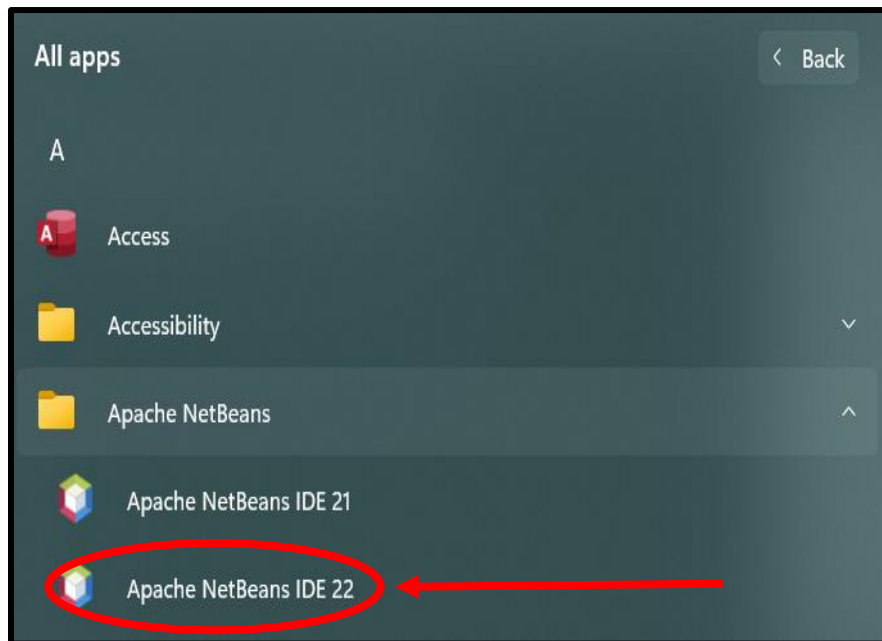 All apps
Back
A
Access
Accessibility
Apache NetBeans
Apache NetBeans IDE 21
Apache NetBeans IDE 22